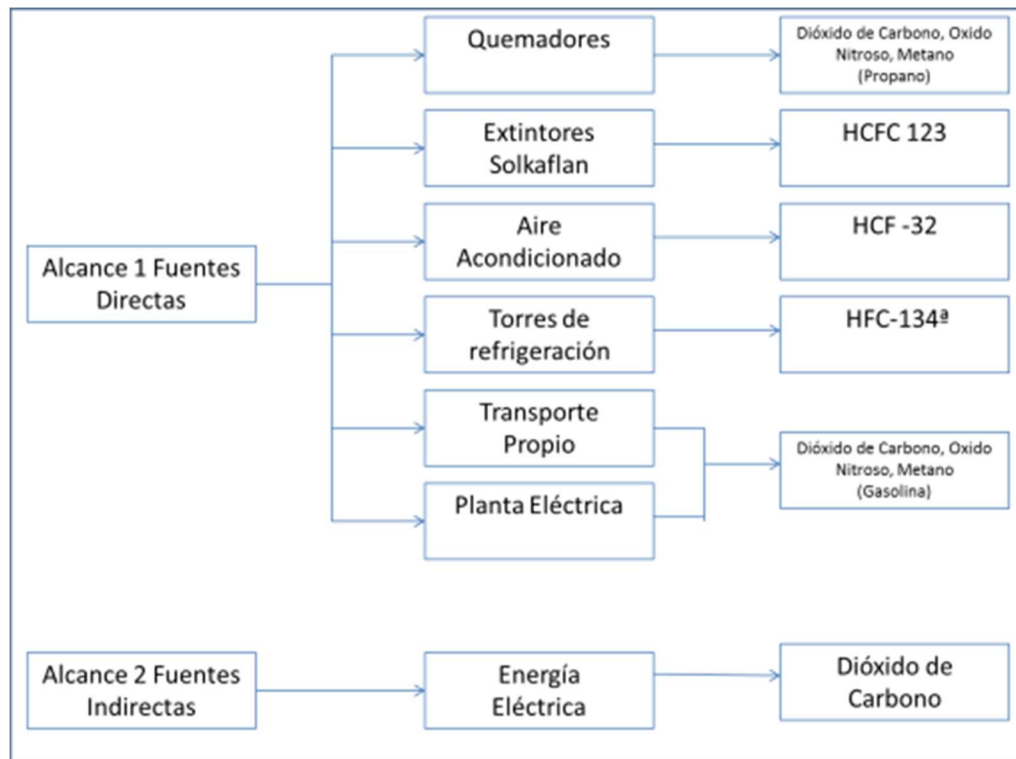 Quemadores
Dióxido de Carbono, Oxido
Nitroso, Metano
(Propano)
Extintores
Solkaflan
HCFC 123
Aire
Acondicionado
HCF -32
Alcance 1 Fuentes
Directas
Torres de
refrigeración
HFC-134ª
Transporte
Propio
Dióxido de Carbono, Oxido
Nitroso, Metano
(Gasolina)
Planta Eléctrica
Alcance 2 Fuentes
Indirectas
Energía
Eléctrica
Dióxido de
Carbono